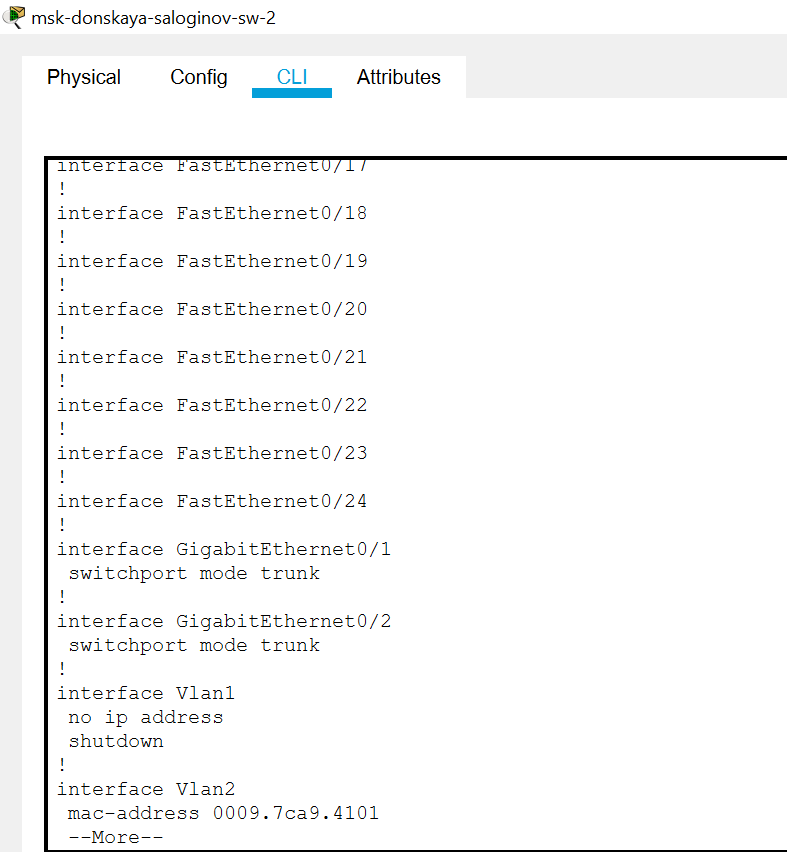 msk-donskaya-saloginov-sw-2
Physical Config CLI Attributes
interface FastEthernet0/17
!
interface FastEthernet0/18
!
interface FastEthernet0/19
!
interface FastEthernet0/20
!
interface FastEthernet0/21
!
interface FastEthernet0/22
!
interface FastEthernet0/23
!
interface FastEthernet0/24
!
interface GigabitEthernet0/1
switchport mode trunk
!
interface GigabitEthernet0/2
switchport mode trunk
!
interface Vlan1
no ip address
shutdown
!
interface Vlan2
mac-address 0009.7ca9.4101
--More--